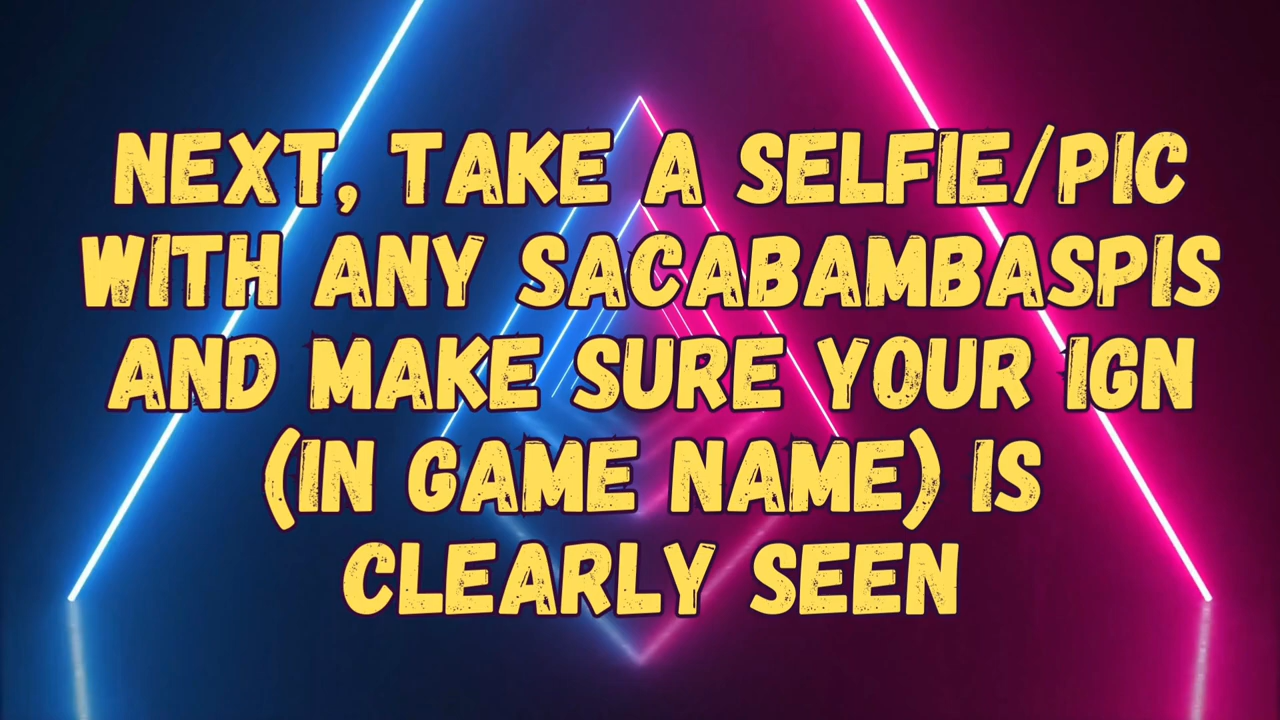 NEXT, TAKE A SELFIE/PIC
WITH ANY SACABAMBASPIS
AND MAKE SURE YOUR IGN
(IN GAME NAME) IS
CLEARLY SEEN